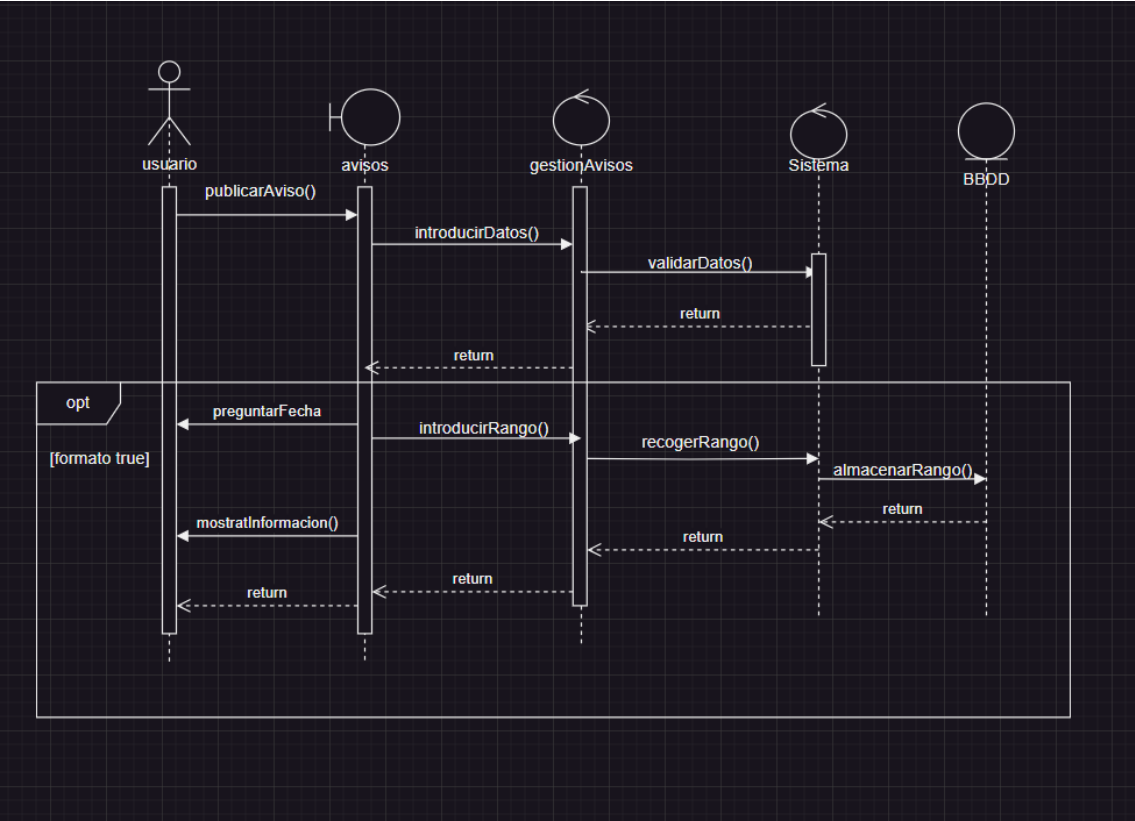 usuario
avisos
gestionAvisos
Sistema
BBDD
publicarAviso()
introducirDatos()
validarDatos()
return
return
opt
preguntarFecha
introducirRango()
recogerRango()
[formato true]
almacenarRango()
return
mostratInformacion()
return
return
return